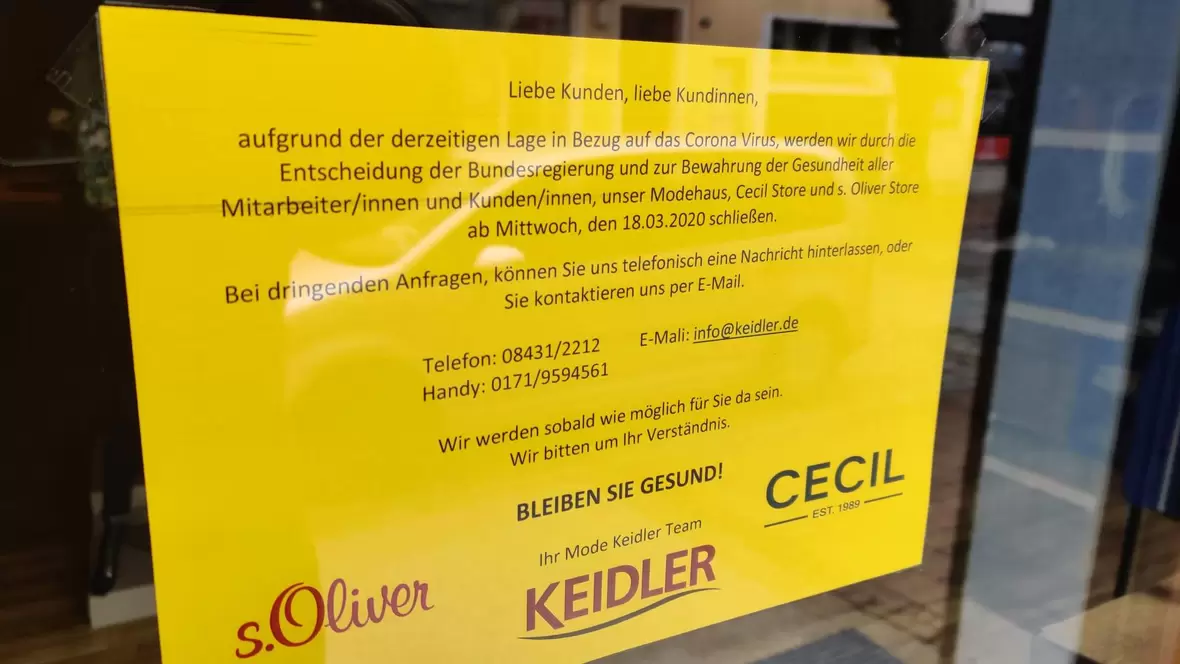 Liebe Kunden, liebe Kundinnen,
aufgrund der derzeitigen Lage in Bezug auf das Corona Virus, werden wir durch die
Entscheidung der Bundesregierung und zur Bewahrung der Gesundheit aller
Mitarbeiter/innen und Kunden/innen, unser Modehaus, Cecil Store und s. Oliver Store
ab Mittwoch, den 18.03.2020 schließen.
Bei dringenden Anfragen, können Sie uns telefonisch eine Nachricht hinterlassen, oder
Sie kontaktieren uns per E-Mail.
Telefon: 08431/2212 E-Mali: info@keidler.de
Handy: 0171/9594561
Wir werden sobald wie möglich für Sie da sein.
Wir bitten um Ihr Verständnis.
BLEIBEN SIE GESUND!
CECIL
EST. 1989
Ihr Mode Keidler Team
s.Oliver
KEIDLER